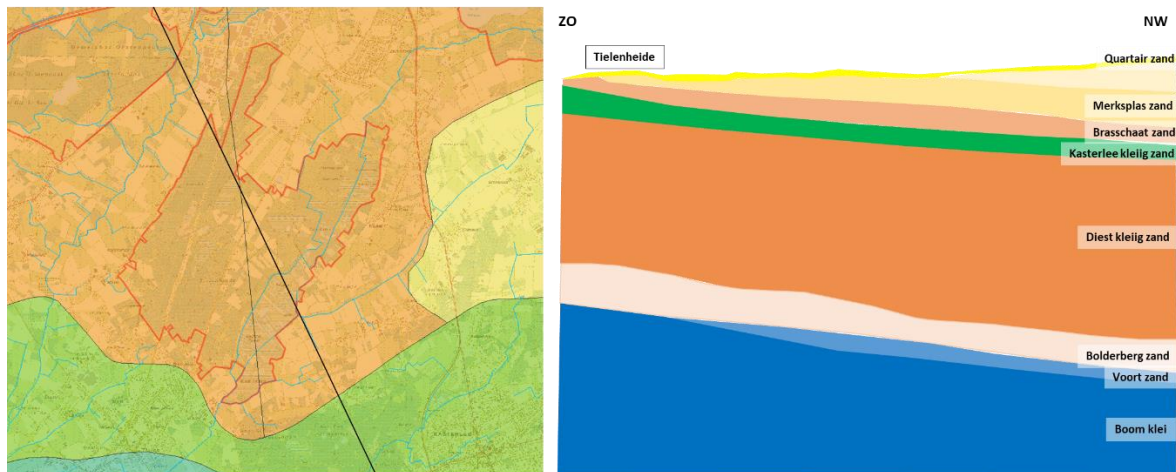 ZO
NW
Tielenheide
Quartair zand
Merksplas zand
Brasschaat zand
Kasterlee kleiig zand
Diest kleiig zand
Bolderberg zand
Voort zand
Boom klei